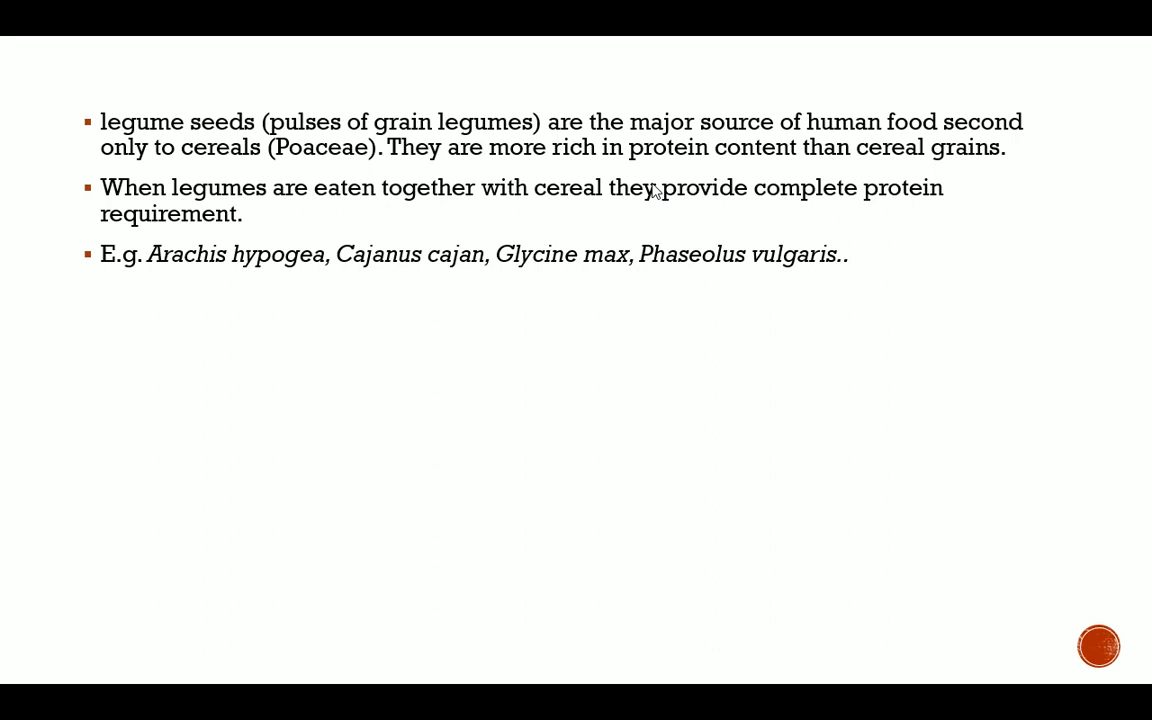 legume seeds (pulses of grain legumes) are the major source of human food second
only to cereals (Poaceae). They are more rich in protein content than cereal grains.
When legumes are eaten together with cereal they provide complete protein
requirement.
E.g. Arachis hypogea, Cajanus cajan, Glycine max, Phaseolus vulgaris..